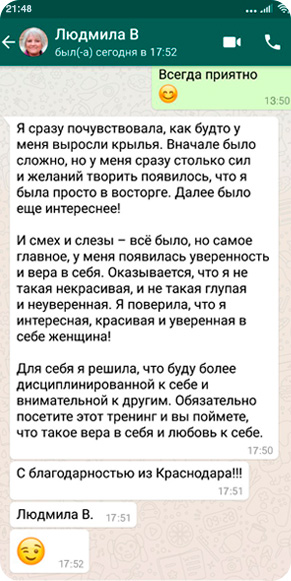 21:48
Людмила В
был(-а) сегодня в 17:52
Всегда приятно
😊
13:50
Я сразу почувствовала, как будто у
меня выросли крылья. Вначале было
сложно, но у меня сразу столько сил
и желаний творить появилось, что я
была просто в восторге. Далее было
еще интереснее!
И смех и слезы – всё было, но самое
главное, у меня появилась уверенность
и вера в себя. Оказывается, что я не
такая некрасивая, и не такая глупая
и неуверенная. Я поверила, что я
интересная, красивая и уверенная в
себе женщина!
Для себя я решила, что буду более
дисциплинированной к себе и
внимательной к другим. Обязательно
посетите этот тренинг и вы поймете,
что такое вера в себя и любовь к себе.
17:50
С благодарностью из Краснодара!!!
17:51
Людмила В. 17:51
😉
17:52